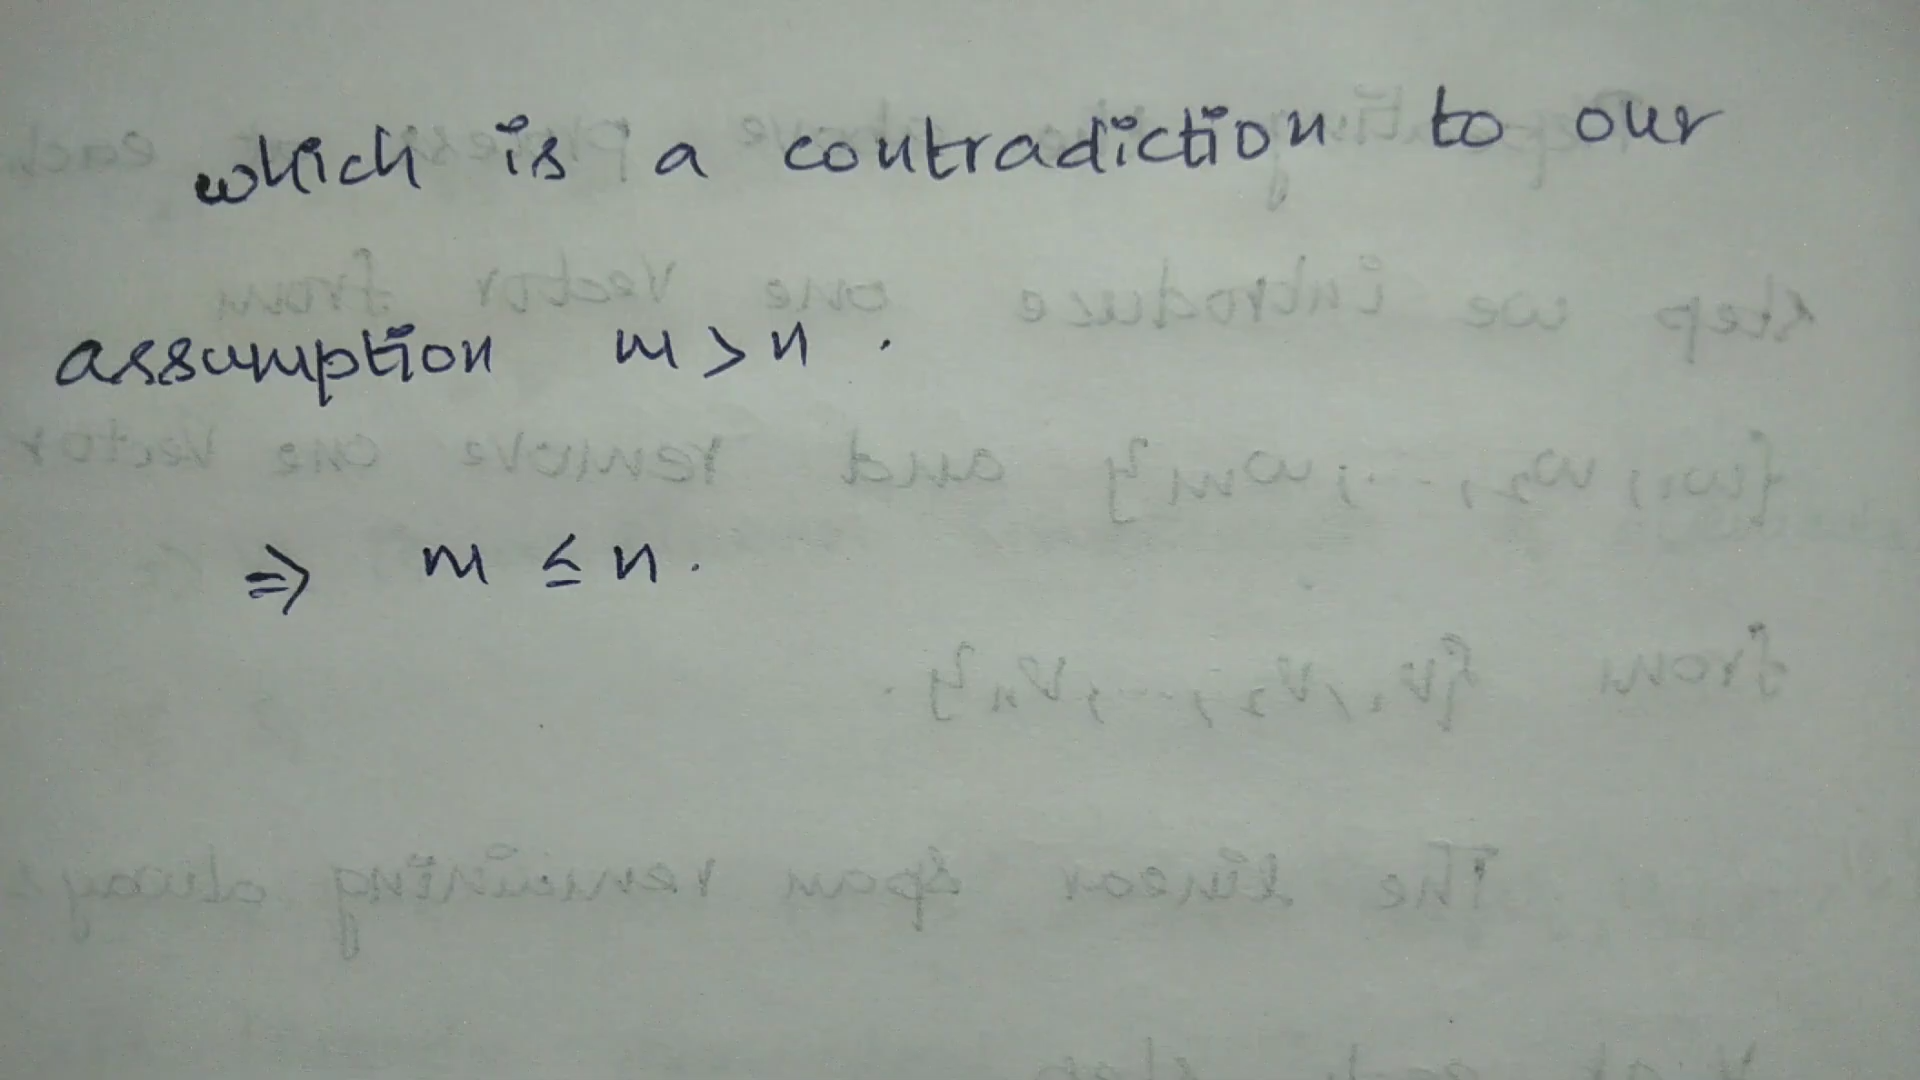 which is a contradiction to our
assumption m > n .
⇒ m ≤ n .